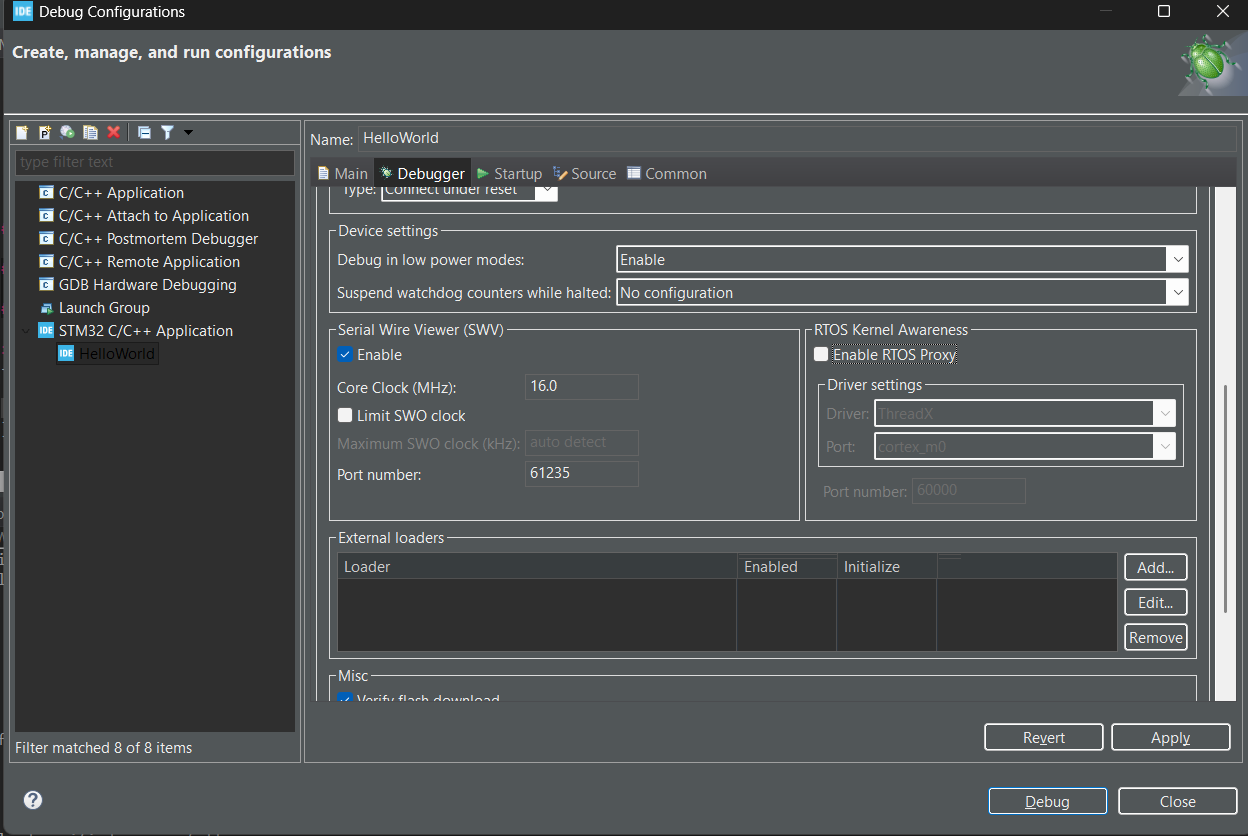 IDE Debug Configurations
Create, manage, and run configurations
type filter text
C/C++ Application
C/C++ Attach to Application
C/C++ Postmortem Debugger
C/C++ Remote Application
GDB Hardware Debugging
Launch Group
IDE STM32 C/C++ Application
IDE HelloWorld
Filter matched 8 of 8 items
Name: HelloWorld
Main Debugger Startup Source Common
Type: Connect under reset
Device settings
Debug in low power modes: Enable
Suspend watchdog counters while halted: No configuration
Serial Wire Viewer (SWV)
Enable
Core Clock (MHz): 16.0
Limit SWO clock
Maximum SWO clock (kHz): auto detect
Port number: 61235
RTOS Kernel Awareness
Enable RTOS Proxy
Driver settings
Driver: ThreadX
Port: cortex_m0
Port number: 60000
External loaders
Loader Enabled Initialize
Add...
Edit...
Remove
Misc
Verify flash download
Revert Apply
? Debug Close